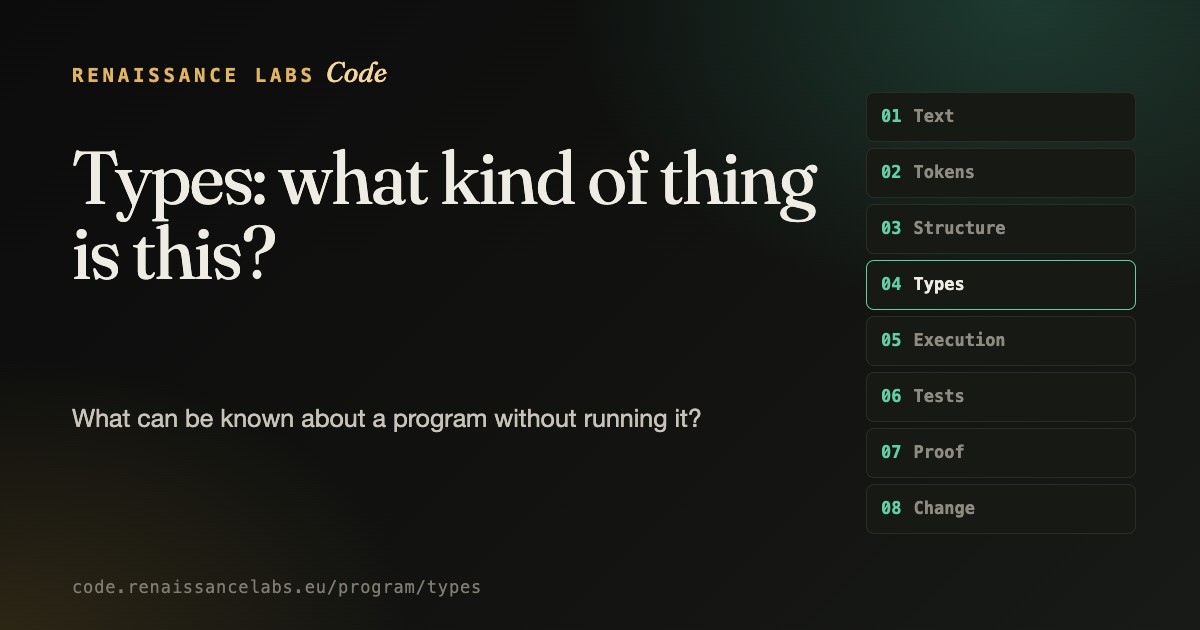 RENAISSANCE LABS Code
Types: what kind of thing
is this?
What can be known about a program without running it?
code.renaissancelabs.eu/program/types
01 Text
02 Tokens
03 Structure
04 Types
05 Execution
06 Tests
07 Proof
08 Change